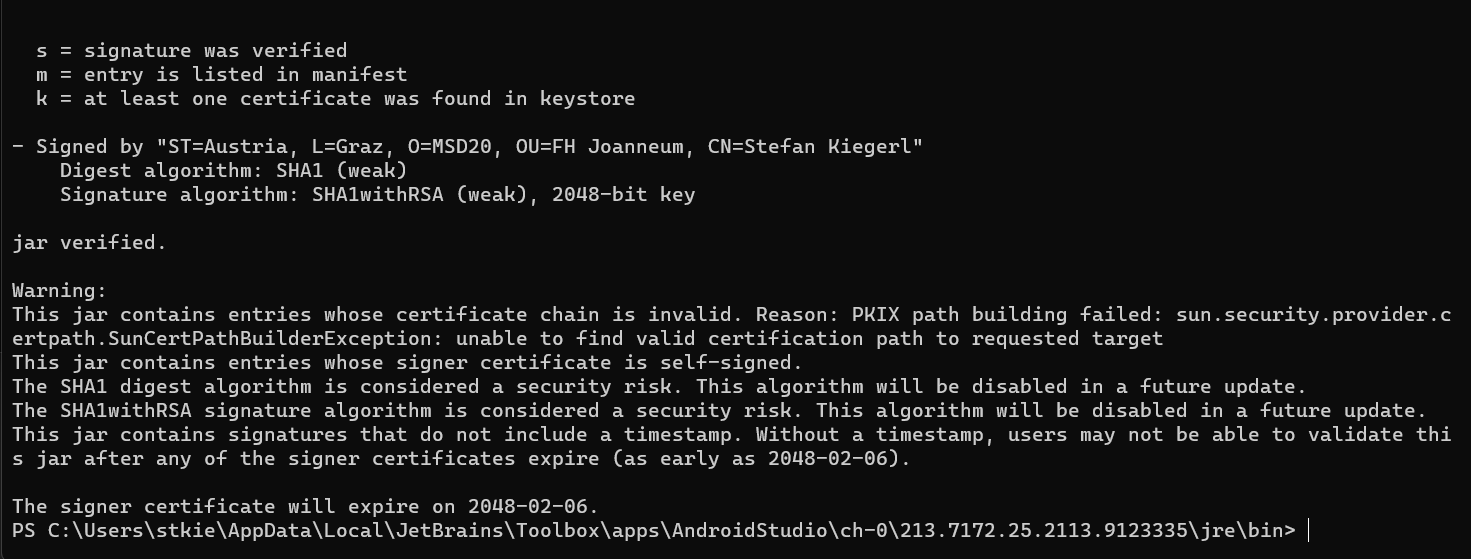 s = signature was verified
m = entry is listed in manifest
k = at least one certificate was found in keystore
- Signed by "ST=Austria, L=Graz, O=MSD20, OU=FH Joanneum, CN=Stefan Kiegerl"
Digest algorithm: SHA1 (weak)
Signature algorithm: SHA1withRSA (weak), 2048-bit key
jar verified.
Warning:
This jar contains entries whose certificate chain is invalid. Reason: PKIX path building failed: sun.security.provider.c
ertpath.SunCertPathBuilderException: unable to find valid certification path to requested target
This jar contains entries whose signer certificate is self-signed.
The SHA1 digest algorithm is considered a security risk. This algorithm will be disabled in a future update.
The SHA1withRSA signature algorithm is considered a security risk. This algorithm will be disabled in a future update.
This jar contains signatures that do not include a timestamp. Without a timestamp, users may not be able to validate thi
s jar after any of the signer certificates expire (as early as 2048-02-06).
The signer certificate will expire on 2048-02-06.
PS C:\Users\stkie\AppData\Local\JetBrains\Toolbox\apps\AndroidStudio\ch-0\213.7172.25.2113.9123335\jre\bin>